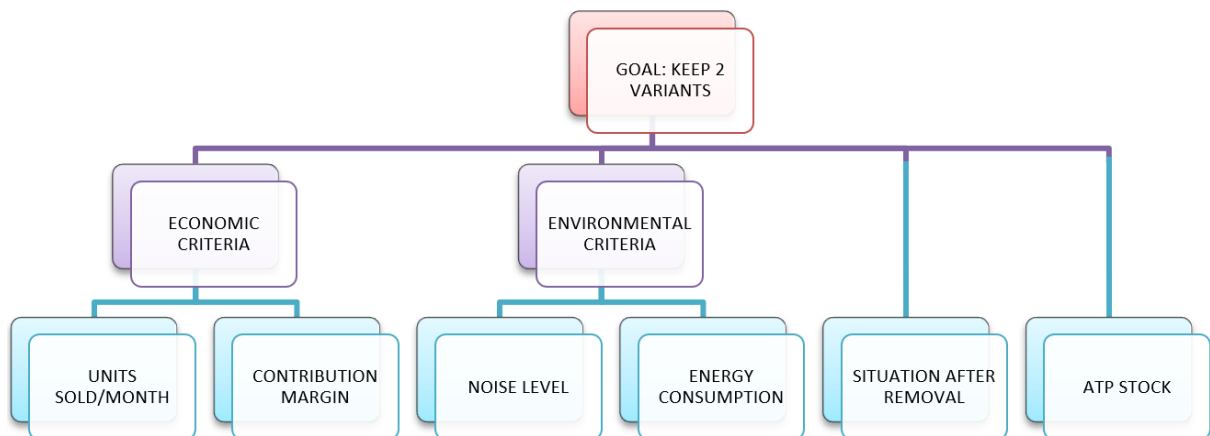 GOAL: KEEP 2
VARIANTS
ECONOMIC
CRITERIA
ENVIRONMENTAL
CRITERIA
UNITS
SOLD/MONTH
CONTRIBUTION
MARGIN
NOISE LEVEL
ENERGY
CONSUMPTION
SITUATION AFTER
REMOVAL
ATP STOCK